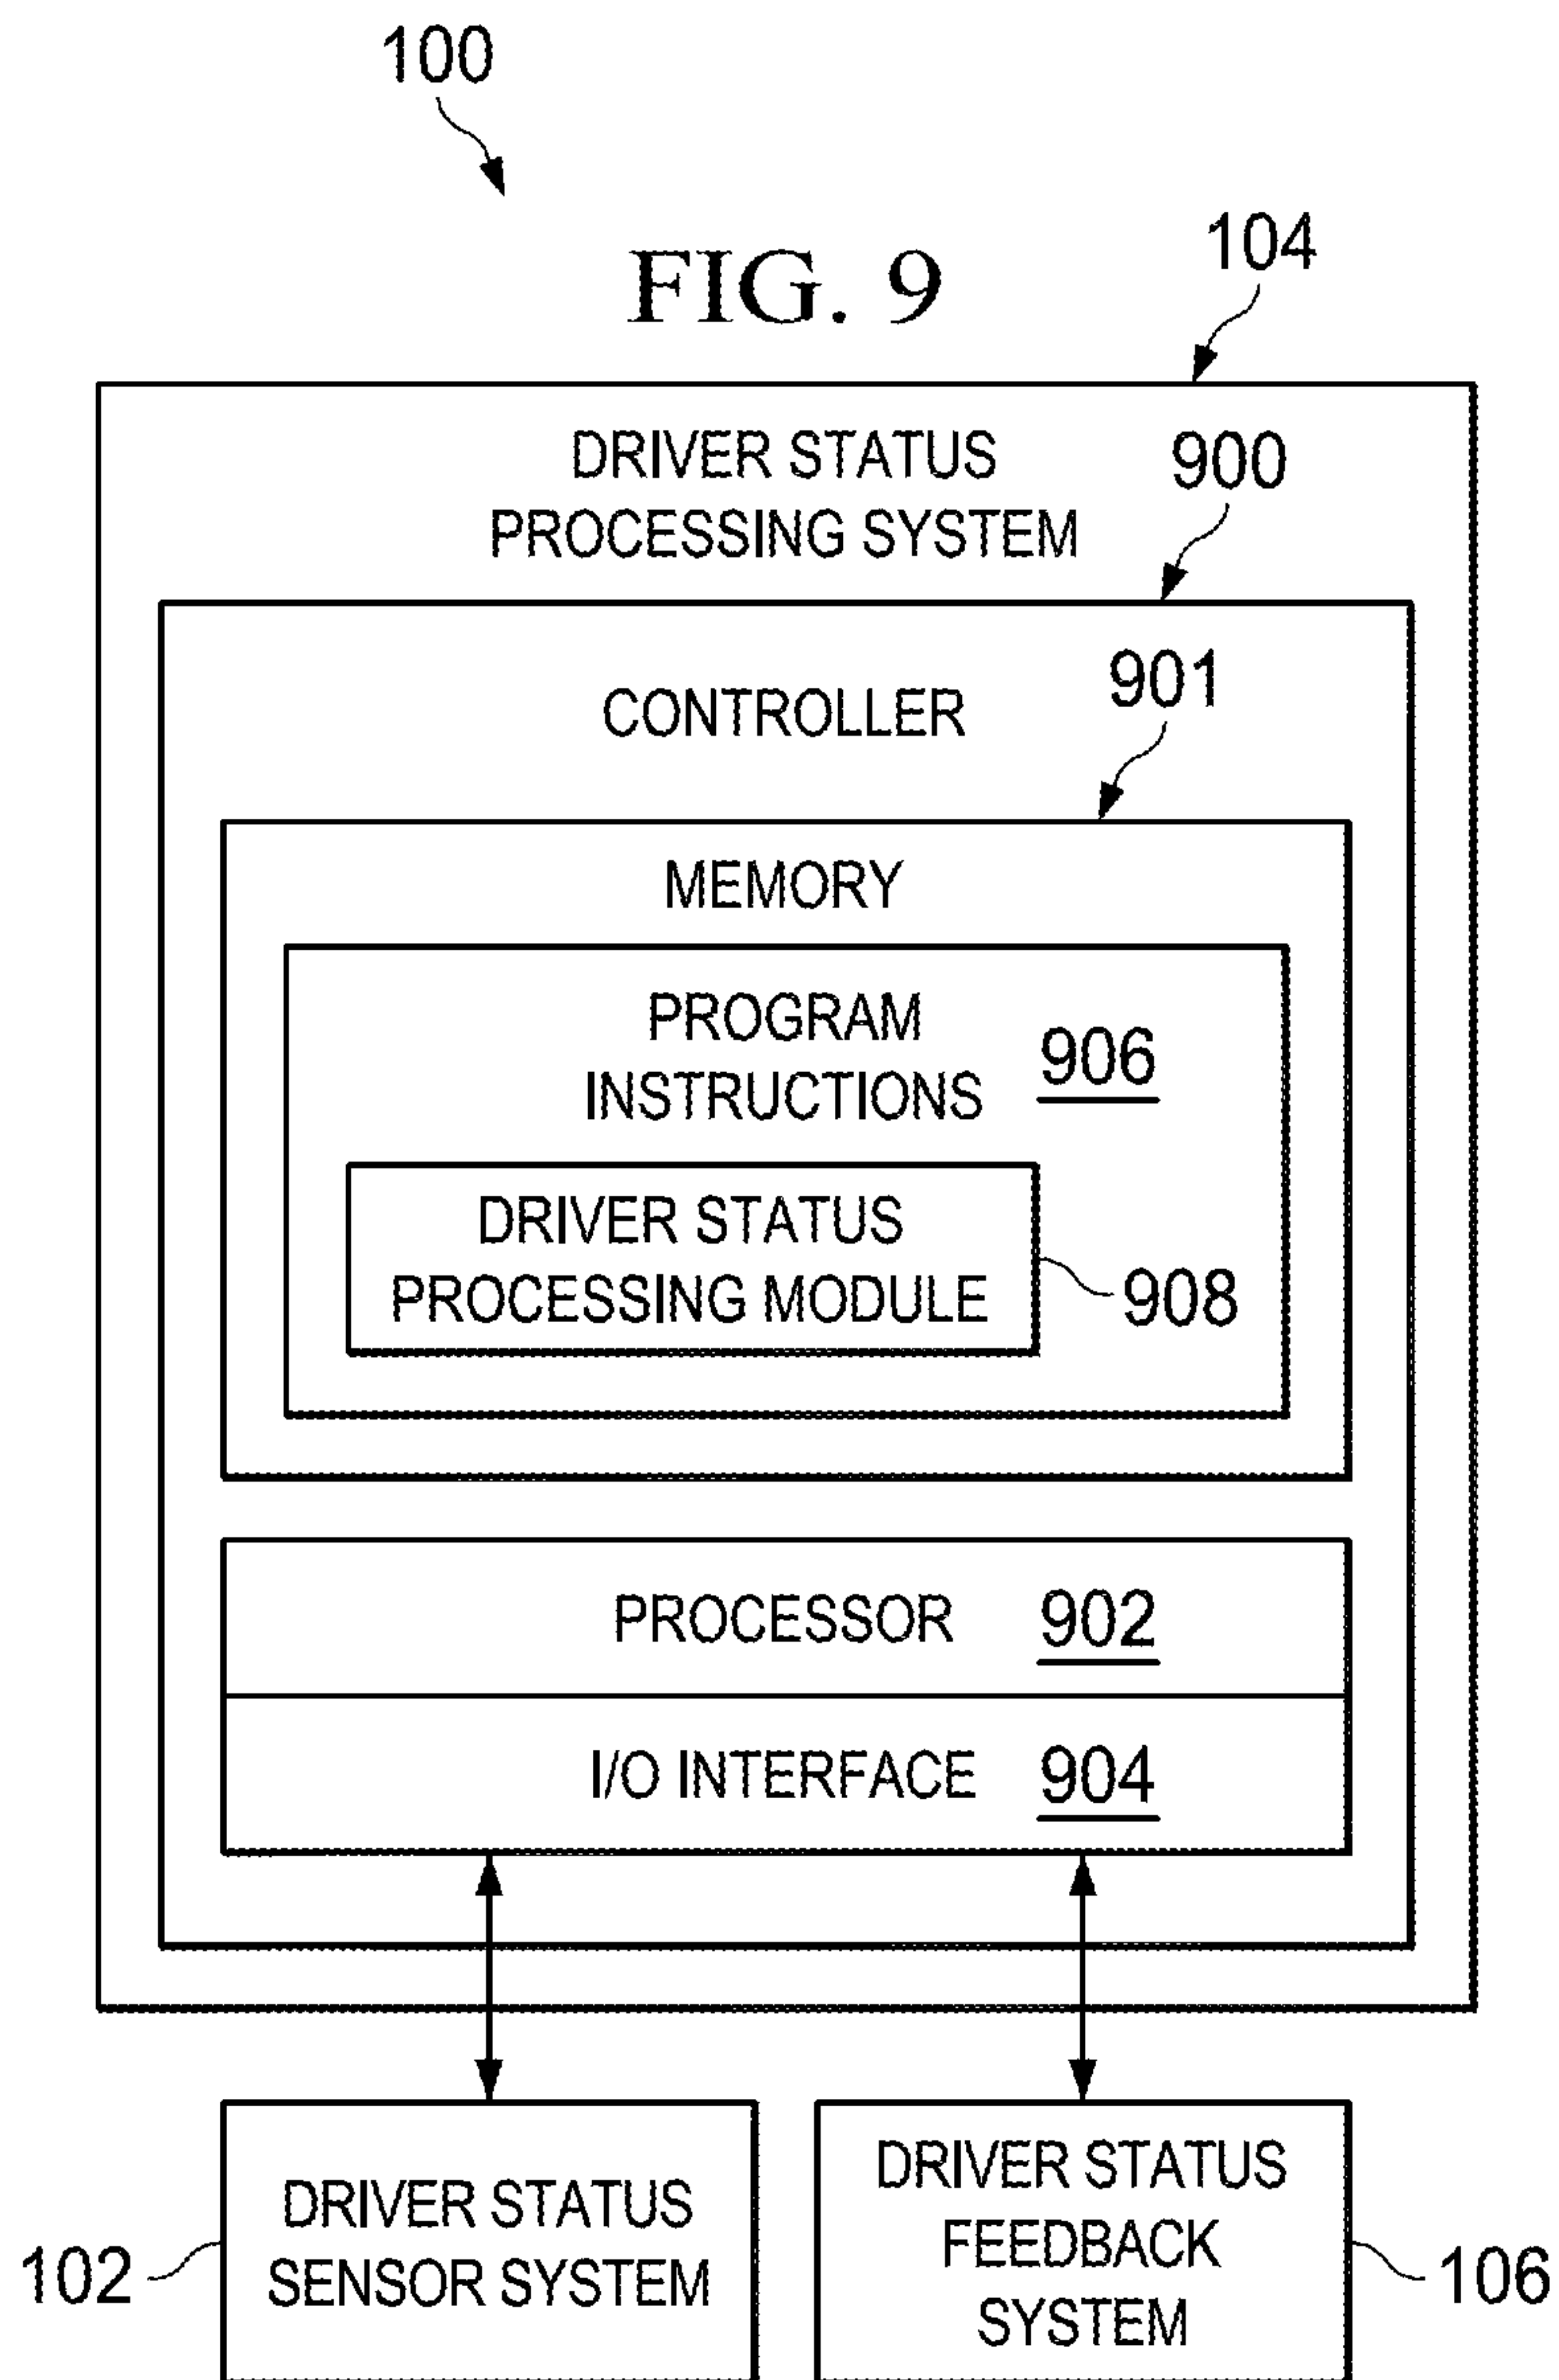 100
FIG. 9
104
DRIVER STATUS
PROCESSING SYSTEM
900
CONTROLLER
901
MEMORY
PROGRAM
INSTRUCTIONS
906
DRIVER STATUS
PROCESSING MODULE
908
PROCESSOR 902
I/O INTERFACE 904
102
DRIVER STATUS
SENSOR SYSTEM
DRIVER STATUS
FEEDBACK
SYSTEM
106